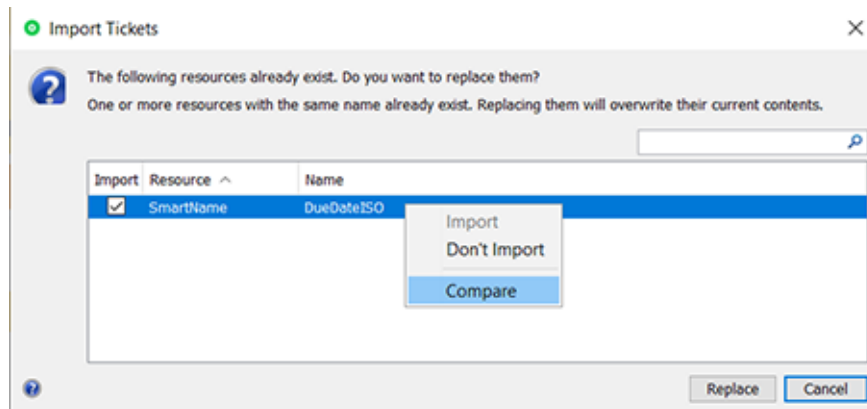 Import Tickets
The following resources already exist. Do you want to replace them?
One or more resources with the same name already exist. Replacing them will overwrite their current contents.
Import Resource Name
SmartName DueDateISO
Import
Don't Import
Compare
Replace Cancel